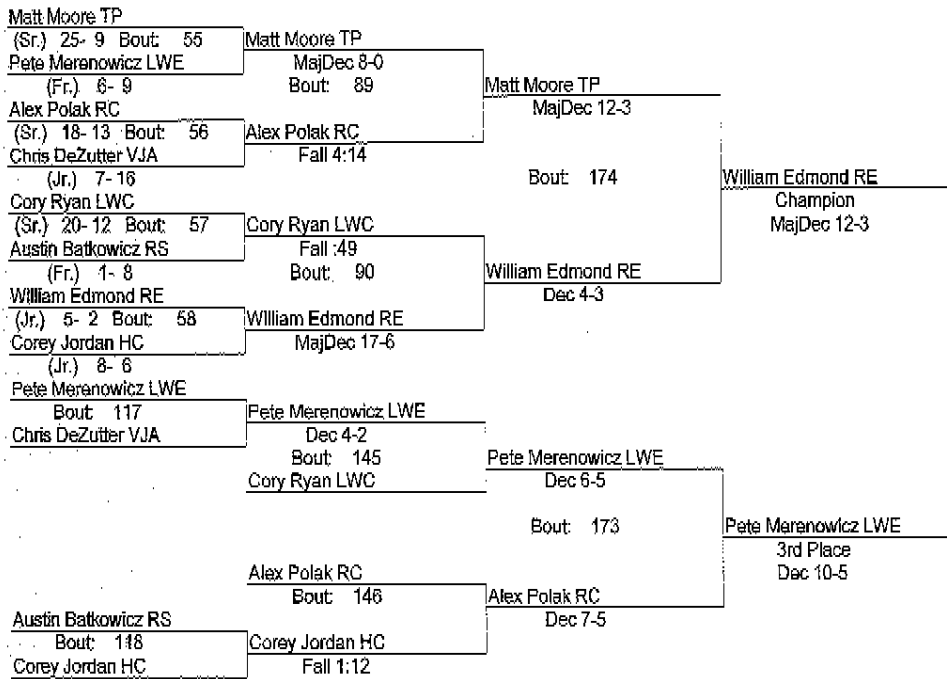 Matt Moore TP
(Sr.) 25- 9 Bout: 55
Pete Merenowicz LWE
(Fr.) 6- 9
Alex Polak RC
(Sr.) 18- 13 Bout: 56
Chris DeZutter VJA
(Jr.) 7- 16
Cory Ryan LWC
(Sr.) 20- 12 Bout: 57
Austin Batkowicz RS
(Fr.) 1- 8
William Edmond RE
(Jr.) 5- 2 Bout: 58
Corey Jordan HC
(Jr.) 8- 6
Matt Moore TP
MajDec 8-0
Bout: 89
Alex Polak RC
Fall 4:14
Cory Ryan LWC
Fall :49
Bout: 90
William Edmond RE
MajDec 17-6
Matt Moore TP
MajDec 12-3
Bout: 174
William Edmond RE
Dec 4-3
William Edmond RE
Champion
MajDec 12-3
Pete Merenowicz LWE
Bout: 117
Chris DeZutter VJA
Pete Merenowicz LWE
Dec 4-2
Bout: 145
Cory Ryan LWC
Pete Merenowicz LWE
Dec 6-5
Bout: 173
Pete Merenowicz LWE
3rd Place
Dec 10-5
Alex Polak RC
Bout: 146
Alex Polak RC
Dec 7-5
Austin Batkowicz RS
Bout: 118
Corey Jordan HC
Corey Jordan HC
Fall 1:12